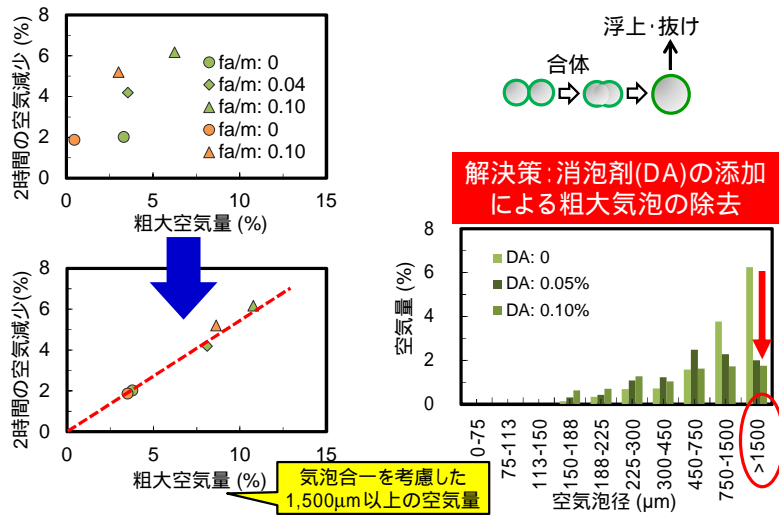 2時間の空気減少 (%)
8
6
4
2
0
0
5
10
15
粗大空気量 (%)
fa/m: 0
fa/m: 0.04
fa/m: 0.10
fa/m: 0
fa/m: 0.10
2時間の空気減少(%)
8
6
4
2
0
0
5
10
15
粗大空気量 (%)
気泡合一を考慮した
1,500µm以上の空気量
浮上・抜け
合体
解決策：消泡剤(DA)の添加
による粗大気泡の除去
空気量 (%)
8
6
4
2
0
DA: 0
DA: 0.05%
DA: 0.10%
0-75
75-113
113-150
150-188
188-225
225-300
300-450
450-750
750-1500
>1500
空気泡径 (µm)